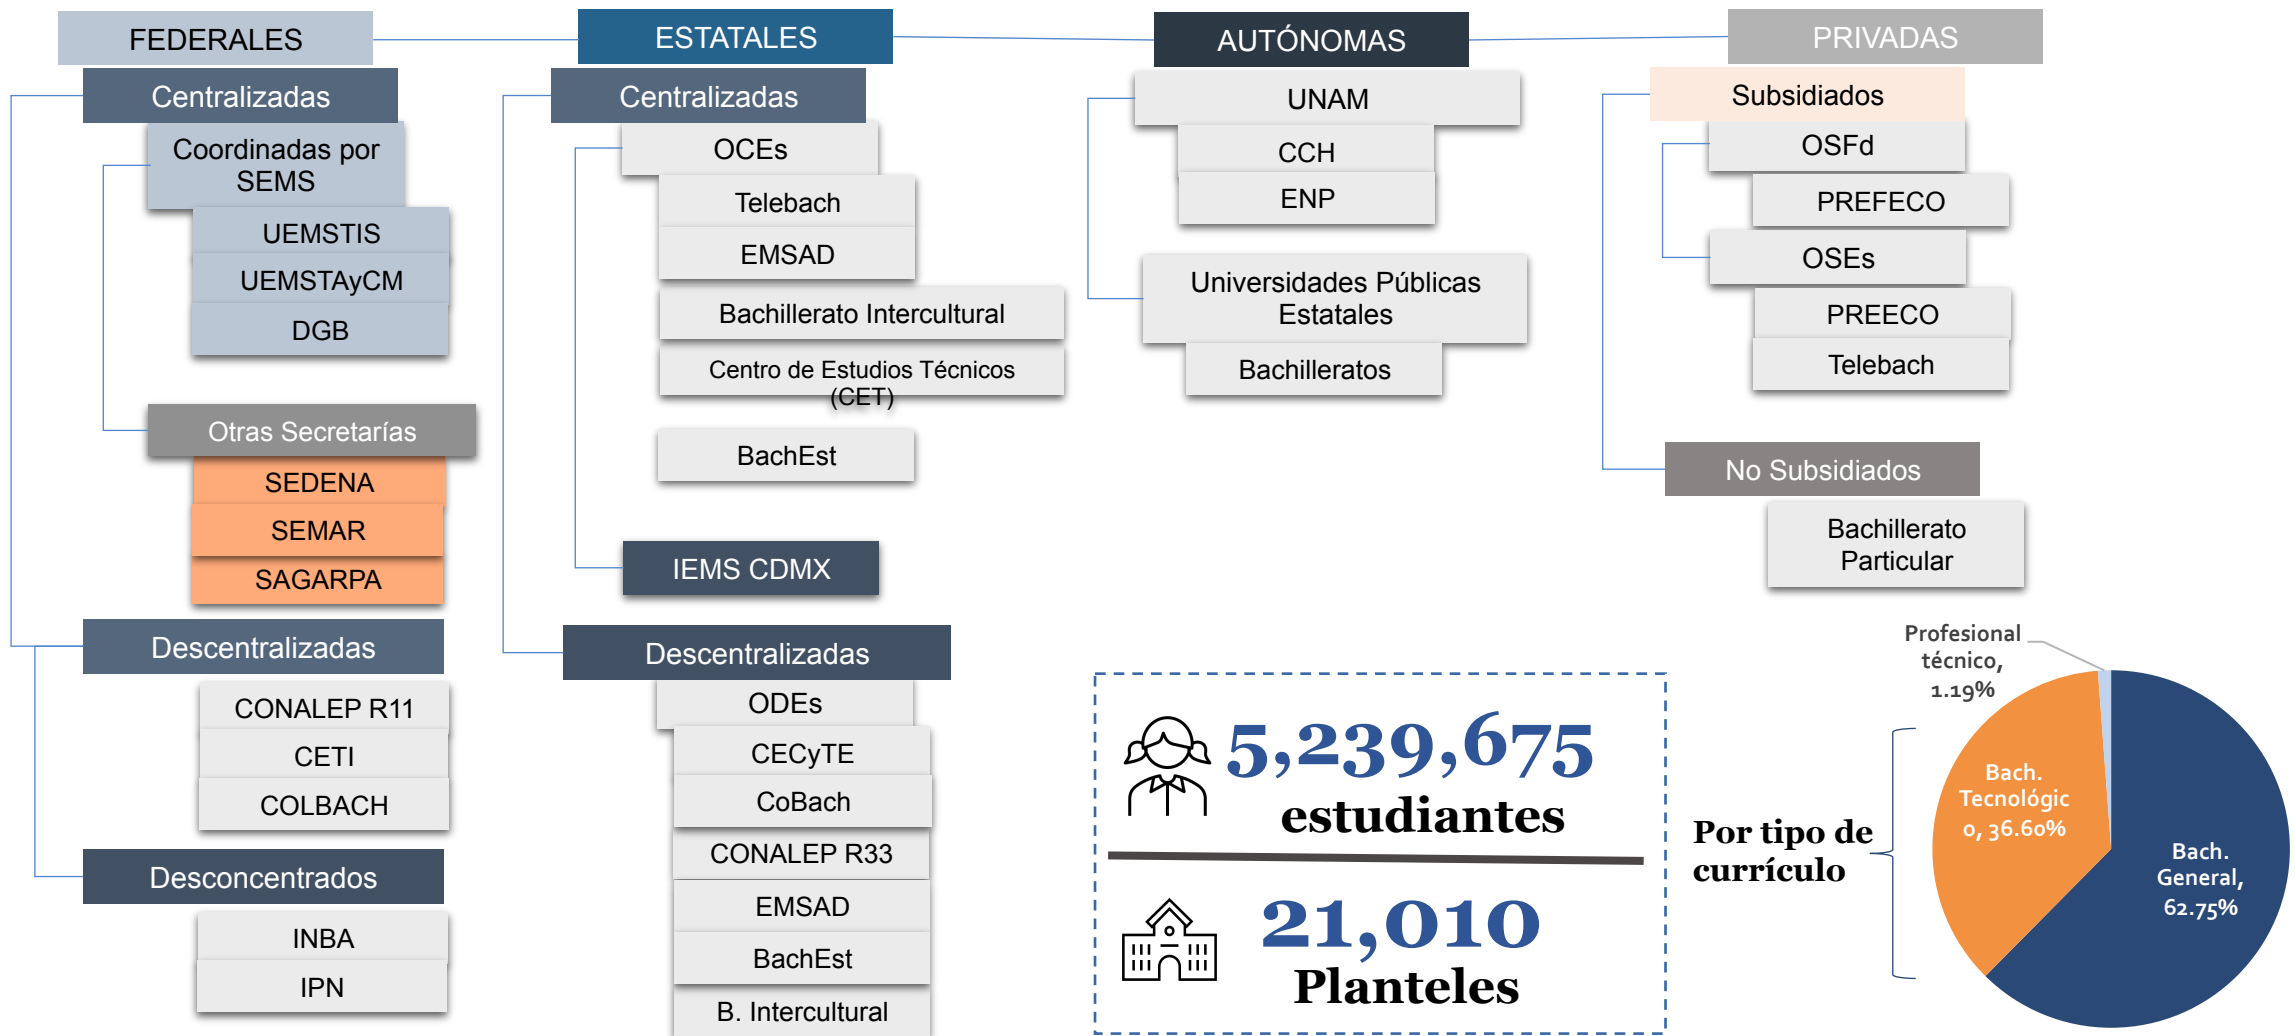 FEDERALES
Centralizadas
Coordinadas por
SEMS
UEMSTIS
UEMSTAyCM
DGB
Otras Secretarías
SEDENA
SEMAR
SAGARPA
Descentralizadas
CONALEP R11
CETI
COLBACH
Desconcentrados
INBA
IPN
ESTATALES
Centralizadas
OCEs
Telebach
EMSAD
Bachillerato Intercultural
Centro de Estudios Técnicos
(CET)
BachEst
IEMS CDMX
Descentralizadas
ODEs
CECyTE
CoBach
CONALEP R33
EMSAD
BachEst
B. Intercultural
AUTÓNOMAS
UNAM
CCH
ENP
Universidades Públicas
Estatales
Bachilleratos
PRIVADAS
Subsidiados
OSFd
PREFECO
OSEs
PREECO
Telebach
No Subsidiados
Bachillerato
Particular
5,239,675
estudiantes
21,010
Planteles
Por tipo de
currículo
Profesional
técnico,
1.19%
Bach.
Tecnológic
o, 36.60%
Bach.
General,
62.75%